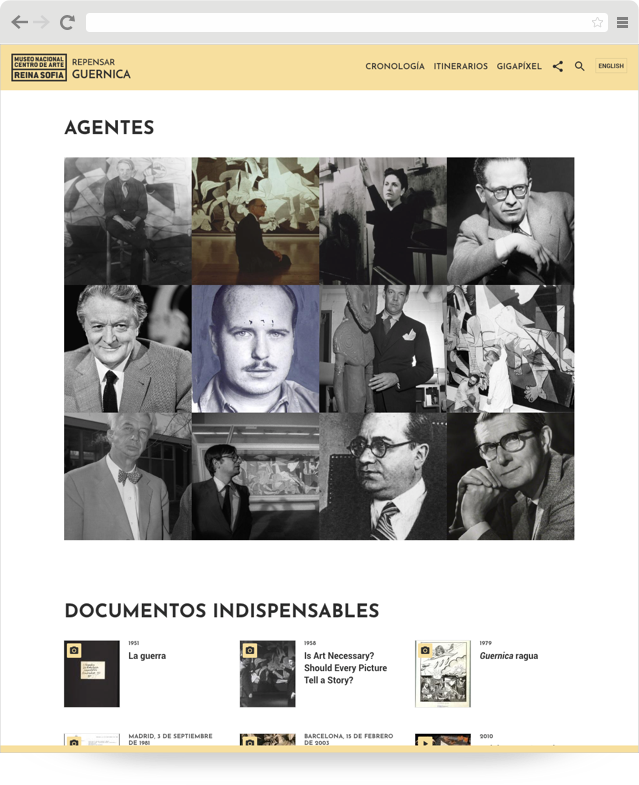 MUSEO NACIONAL
CENTRO DE ARTE
REINA SOFIA
REPENSAR
GUERNICA
CRONOLOGÍA
ITINERARIOS
GIGAPÍXEL
ENGLISH
AGENTES
DOCUMENTOS INDISPENSABLES
1951
La guerra
1958
Is Art Necessary?
Should Every Picture
Tell a Story?
1979
Guernica ragua
MADRID, 3 DE SEPTIEMBRE
DE 1981
BARCELONA, 15 DE FEBRERO
DE 2003
2010